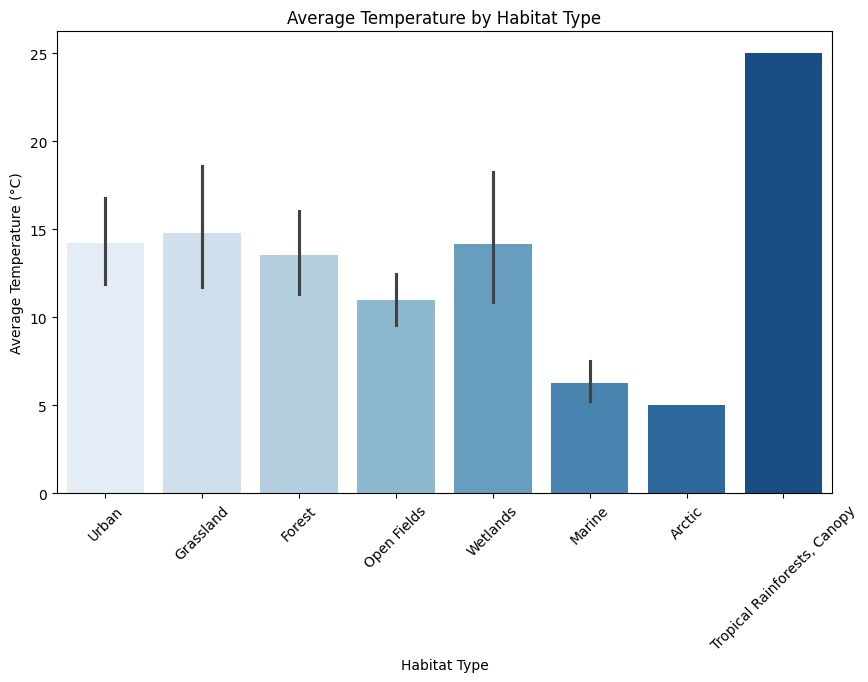 Average Temperature by Habitat Type
Average Temperature (°C)
25
20
15
10
5
0
Urban
Grassland
Forest
Open Fields
Wetlands
Marine
Arctic
Tropical Rainforests, Canopy
Habitat Type